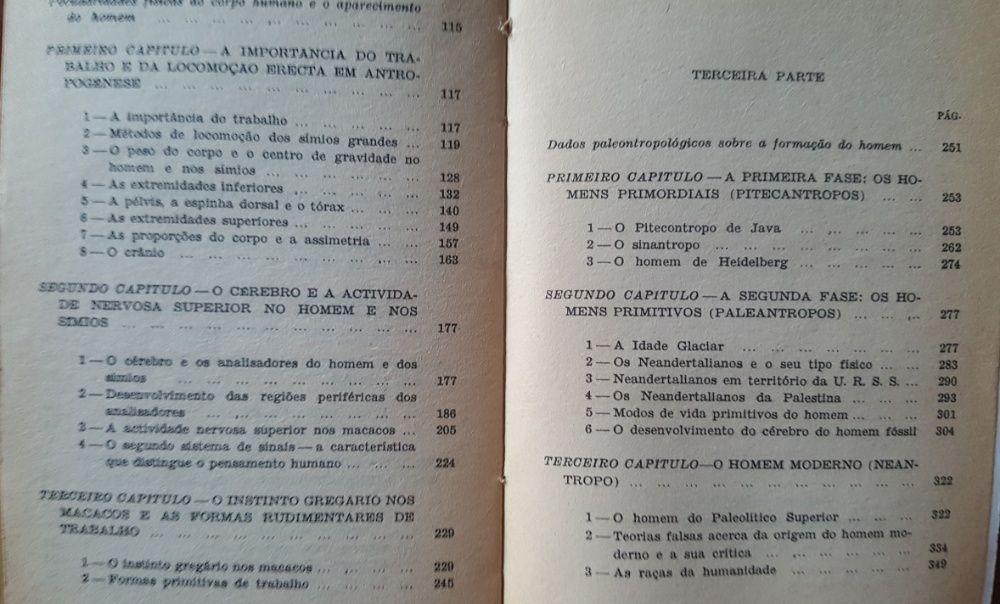 Peculiaridades físicas do corpo humano e o aparecimento
do homem ... ... ... ... ... ... ... ... 115
PRIMEIRO CAPITULO — A IMPORTANCIA DO TRA-
BALHO E DA LOCOMOÇÃO ERECTA EM ANTRO-
POGENESE ... ... ... ... ... ... ... ... 117
1 — A importância do trabalho ... ... ... ... 117
2 — Métodos de locomoção dos símios grandes ... 119
3 — O peso do corpo e o centro de gravidade no
homem e nos símios ... ... ... ... ... 128
4 — As extremidades inferiores ... ... ... ... 132
5 — A pélvis, a espinha dorsal e o tórax ... ... ... 140
6 — As extremidades superiores ... ... ... ... 149
7 — As proporções do corpo e a assimetria ... ... 157
8 — O crânio ... ... ... ... ... ... ... 163
SEGUNDO CAPITULO — O CÉREBRO E A ACTIVIDA-
DE NERVOSA SUPERIOR NO HOMEM E NOS
SIMIOS ... ... ... ... ... ... ... ... ... 177
1 — O cérebro e os analisadores do homem e dos
símios ... ... ... ... ... ... ... ... 177
2 — Desenvolvimento das regiões periféricas dos
analisadores ... ... ... ... ... ... ... 186
3 — A actividade nervosa superior nos macacos ... 205
4 — O segundo sistema de sinais — a característica
que distingue o pensamento humano ... ... ... 224
TERCEIRO CAPITULO — O INSTINTO GREGARIO NOS
MACACOS E AS FORMAS RUDIMENTARES DE
TRABALHO ... ... ... ... ... ... ... ... 229
1 — O instinto gregário nos macacos ... ... ... 229
2 — Formas primitivas de trabalho ... ... ... 245
TERCEIRA PARTE
PÁG.
Dados paleontropológicos sobre a formação do homem ... 251
PRIMEIRO CAPITULO — A PRIMEIRA FASE: OS HO-
MENS PRIMORDIAIS (PITECANTROPOS) ... ... 253
1 — O Pitecontropo de Java ... ... ... ... 253
2 — O sinantropo ... ... ... ... ... ... 262
3 — O homem de Heidelberg ... ... ... ... 274
SEGUNDO CAPITULO — A SEGUNDA FASE: OS HO-
MENS PRIMITIVOS (PALEANTROPOS) ... ... ... 277
1 — A Idade Glaciar ... ... ... ... ... ... 277
2 — Os Neandertalianos e o seu tipo físico ... ... 283
3 — Neandertalianos em território da U. R. S. S. ... 290
4 — Os Neandertalianos da Palestina ... ... ... 293
5 — Modos de vida primitivos do homem ... ... ... 301
6 — O desenvolvimento do cérebro do homem fóssil 304
TERCEIRO CAPITULO — O HOMEM MODERNO (NEAN-
TROPO) ... ... ... ... ... ... ... ... ... 322
1 — O homem do Paleolítico Superior ... ... ... 322
2 — Teorias falsas acerca da origem do homem mo-
derno e a sua crítica ... ... ... ... ... 334
3 — As raças da humanidade ... ... ... ... ... 349